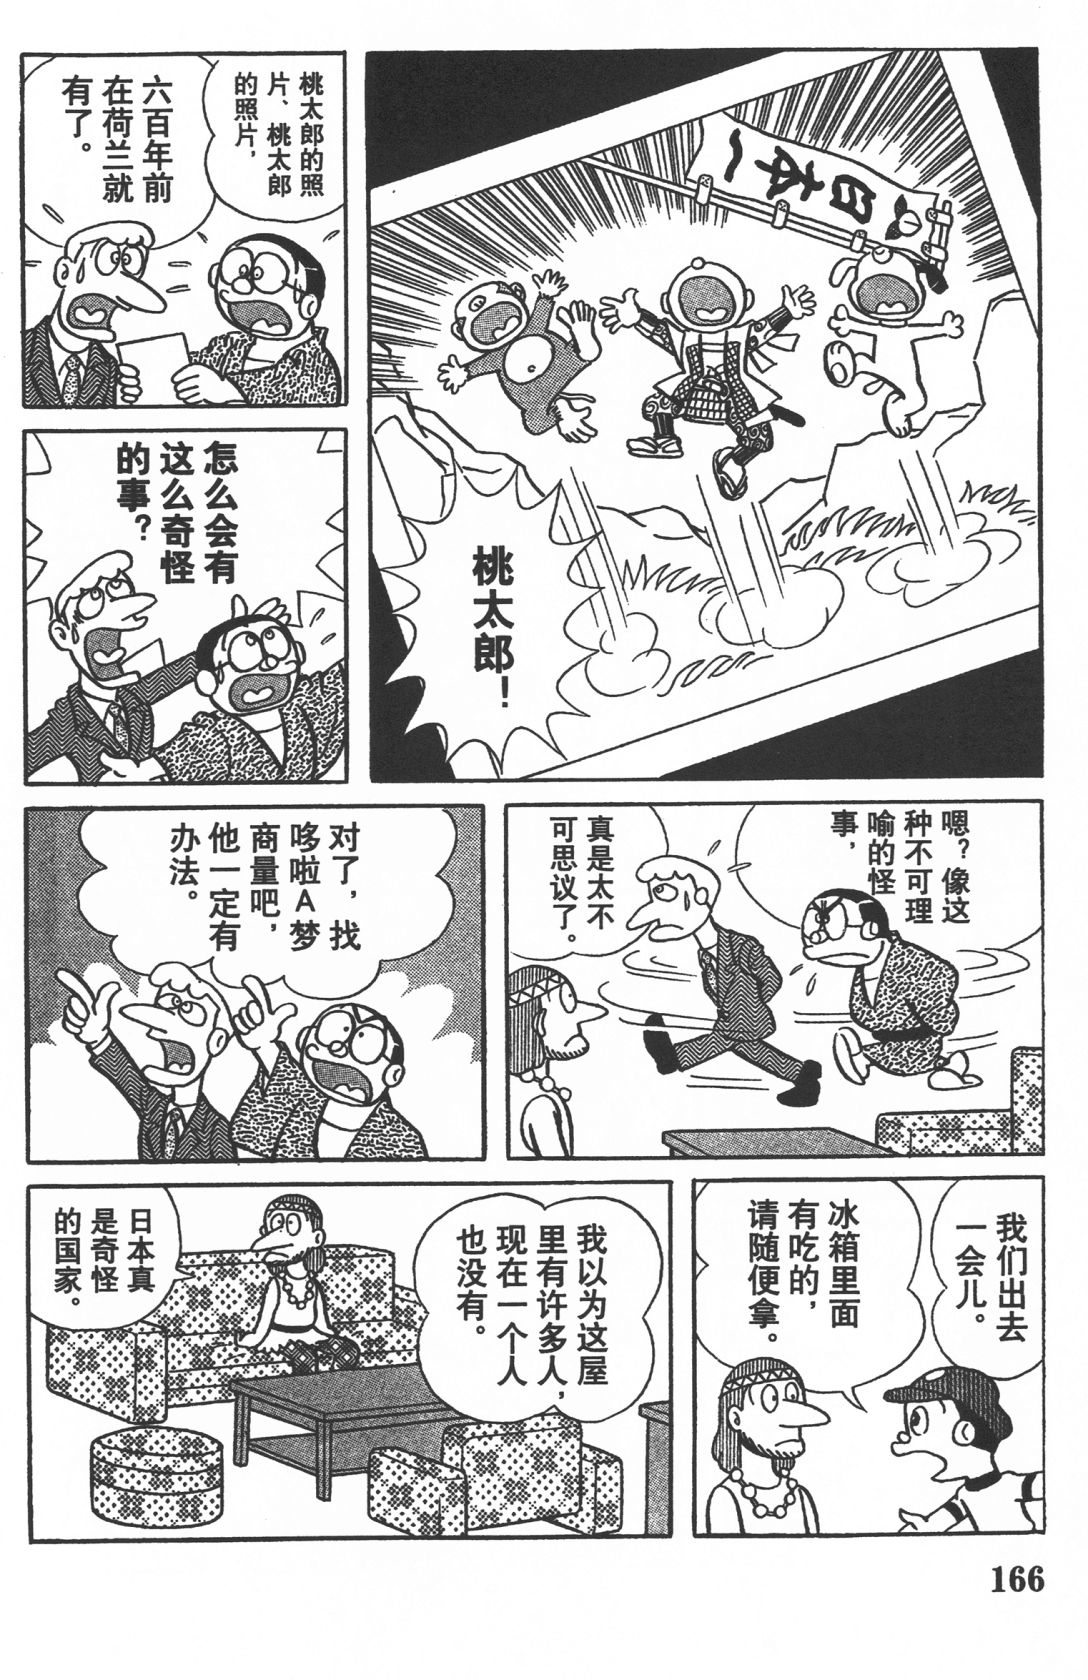 日本一
桃太郎！
桃太郎的照
片、桃太郎
的照片，
六百年前
在荷兰就
有了。
怎么会有
这么奇怪
的事？
嗯？像这
种不可理
喻的怪
事，
真是太不
可思议了。
对了，找
哆啦A梦
商量吧，
他一定有
办法。
我们出去
一会儿。
冰箱里面
有吃的，
请随便拿。
我以为这屋
里有许多人，
现在一个人
也没有。
日本真
是奇怪
的国家。
166